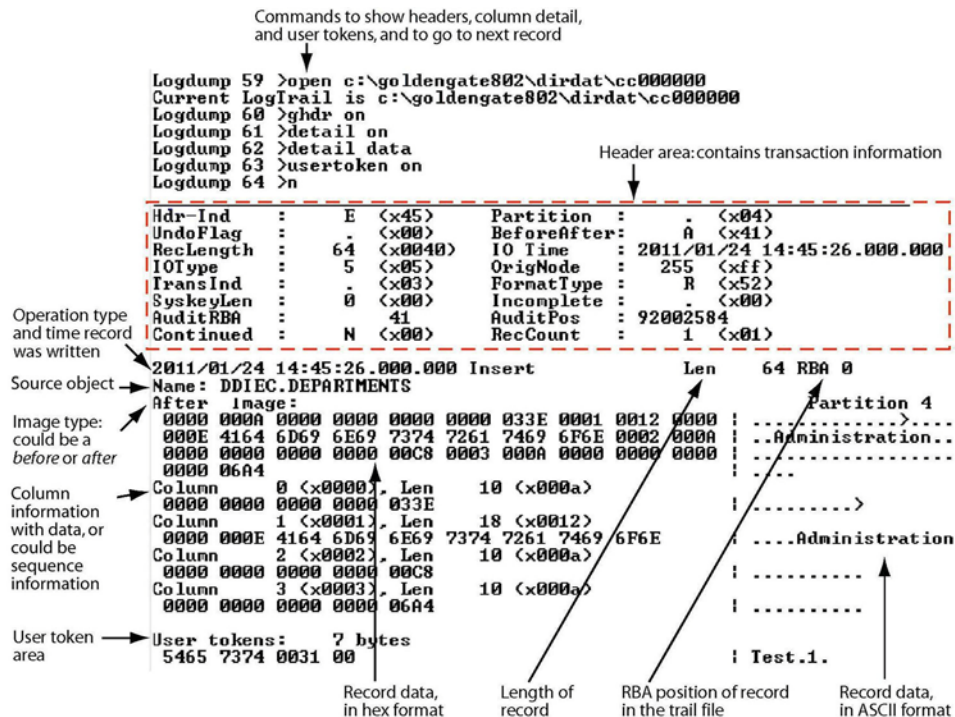 Commands to show headers, column detail,
and user tokens, and to go to next record
Logdump 59 >open c:\goldengate802\dirdat\cc000000
Current LogTrail is c:\goldengate802\dirdat\cc000000
Logdump 60 >ghdr on
Logdump 61 >detail on
Logdump 62 >detail data
Logdump 63 >usertoken on
Logdump 64 >n
Header area: contains transaction information
Hdr-Ind : E (x45) Partition : . (x04)
UndoFlag : . (x00) BeforeAfter: A (x41)
RecLength : 64 (x0040) IO Time : 2011/01/24 14:45:26.000.000
IOType : 5 (x05) OrigNode : 255 (xff)
TransInd : . (x03) FormatType : R (x52)
SyskeyLen : 0 (x00) Incomplete : . (x00)
AuditRBA : 41 AuditPos : 92002584
Continued : N (x00) RecCount : 1 (x01)
Operation type
and time record
was written
2011/01/24 14:45:26.000.000 Insert Len 64 RBA 0
Source object
Name: DDIEC.DEPARTMENTS
After Image: Partition 4
Image type:
could be a
before or after
0000 000A 0000 0000 0000 0000 033E 0001 0012 0000 | .............>....
000E 4164 6D69 6E69 7374 7261 7469 6F6E 0002 000A | ..Administration..
0000 0000 0000 0000 00C8 0003 000A 0000 0000 0000 | ..................
0000 06A4 | ....
Column
information
with data, or
could be
sequence
information
Column 0 (x0000), Len 10 (x000a)
0000 0000 0000 0000 033E | .........>
Column 1 (x0001), Len 18 (x0012)
0000 000E 4164 6D69 6E69 7374 7261 7469 6F6E | ....Administration
Column 2 (x0002), Len 10 (x000a)
0000 0000 0000 0000 00C8 | ..........
Column 3 (x0003), Len 10 (x000a)
0000 0000 0000 0000 06A4 | ..........
User token
area
User tokens: 7 bytes
5465 7374 0031 00 | Test.1.
Record data,
in hex format
Length of
record
RBA position of record
in the trail file
Record data,
in ASCII format